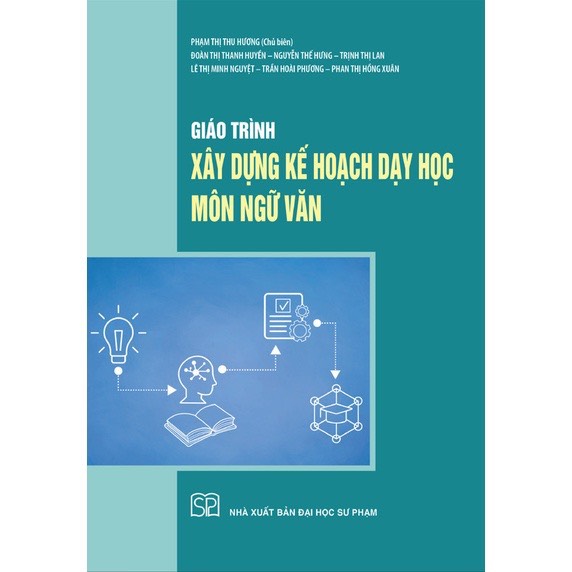 PHẠM THỊ THU HƯƠNG (Chủ biên)
ĐOÀN THỊ THANH HUYỀN – NGUYỄN THẾ HƯNG – TRỊNH THỊ LAN
LÊ THỊ MINH NGUYỆT – TRẦN HOÀI PHƯƠNG – PHAN THỊ HỒNG XUÂN
GIÁO TRÌNH
XÂY DỰNG KẾ HOẠCH DẠY HỌC
MÔN NGỮ VĂN
SP
NHÀ XUẤT BẢN ĐẠI HỌC SƯ PHẠM